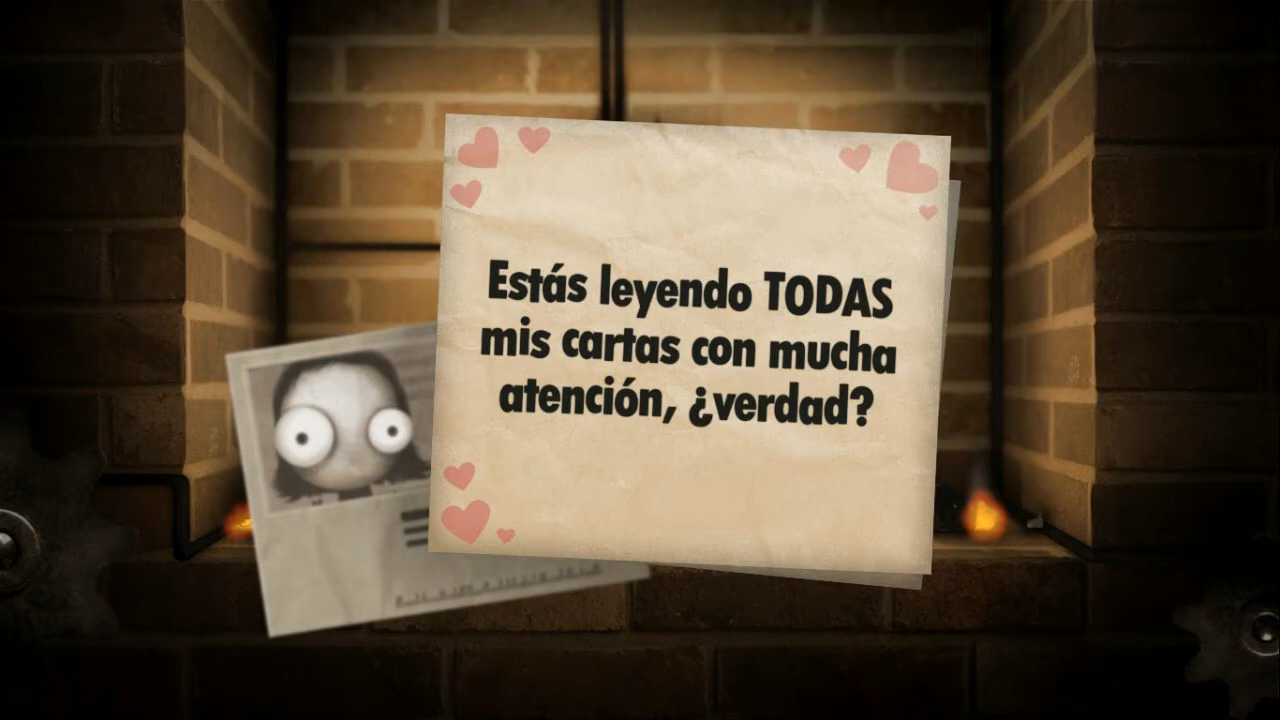 Estás leyendo TODAS
mis cartas con mucha
atención, ¿verdad?